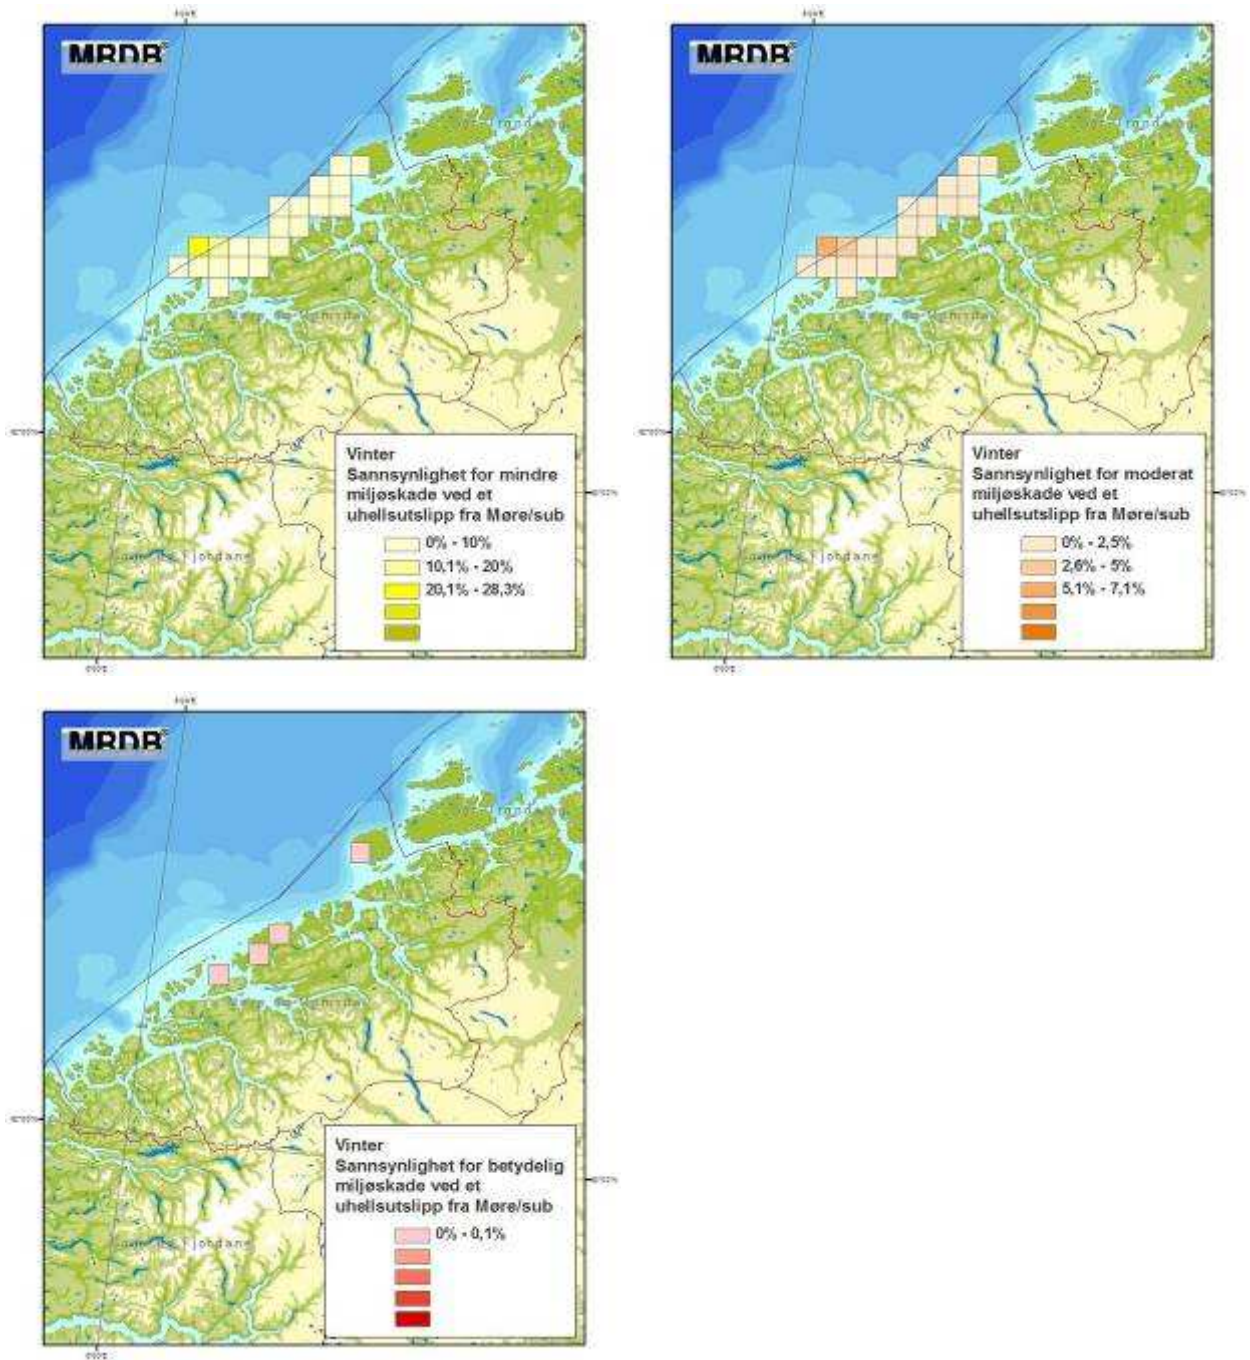 MRDB®
Vinter
Sannsynlighet for mindre
miljøskade ved et
uhellsutslipp fra Møre/sub
0% - 10%
10,1% - 20%
20,1% - 28,3%
MRDB®
Vinter
Sannsynlighet for moderat
miljøskade ved et
uhellsutslipp fra Møre/sub
0% - 2,5%
2,6% - 5%
5,1% - 7,1%
MRDB®
Vinter
Sannsynlighet for betydelig
miljøskade ved et
uhellsutslipp fra Møre/sub
0% - 0,1%